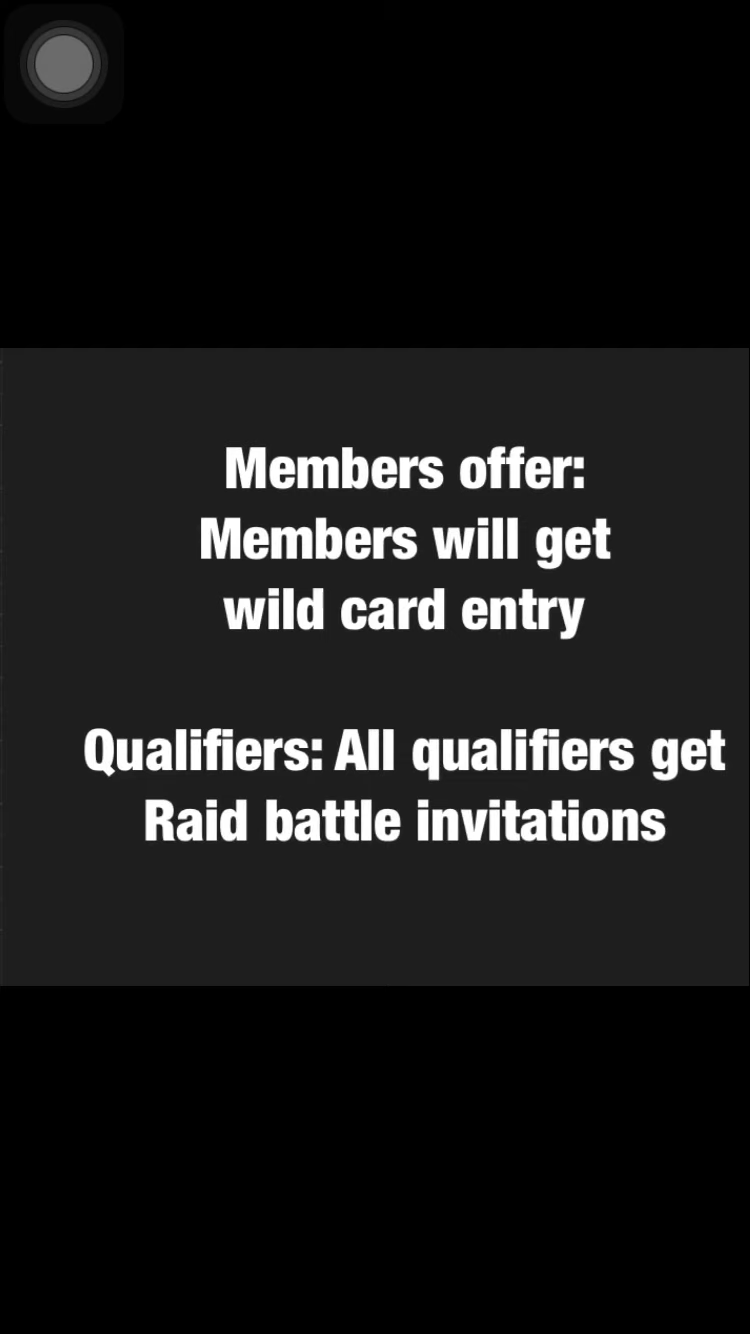 Members offer:
Members will get
wild card entry
Qualifiers: All qualifiers get
Raid battle invitations